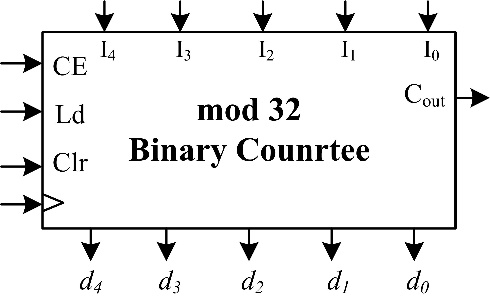 I4 I3 I2 I1 I0
CE
Cout
Ld
mod 32
Clr
Binary Counrtee
d4 d3 d2 d1 d0